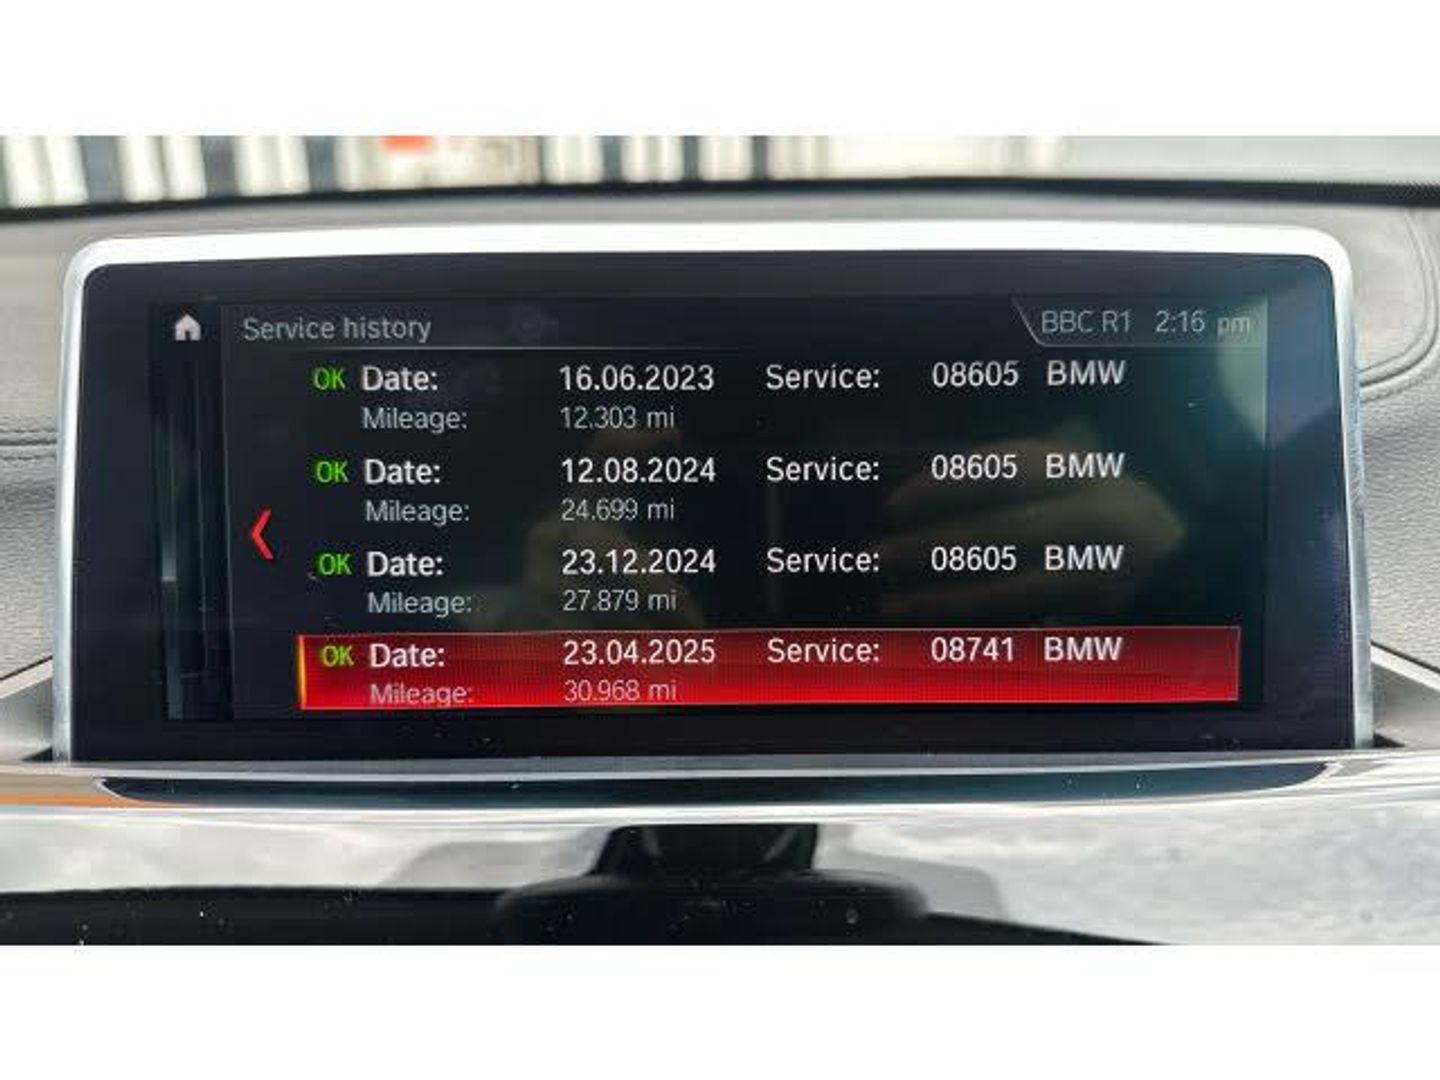 Service history BBC R1 2:16 pm
OK Date: 16.06.2023 Service: 08605 BMW
Mileage: 12.303 mi
OK Date: 12.08.2024 Service: 08605 BMW
Mileage: 24.699 mi
OK Date: 23.12.2024 Service: 08605 BMW
Mileage: 27.879 mi
OK Date: 23.04.2025 Service: 08741 BMW
Mileage: 30.968 mi